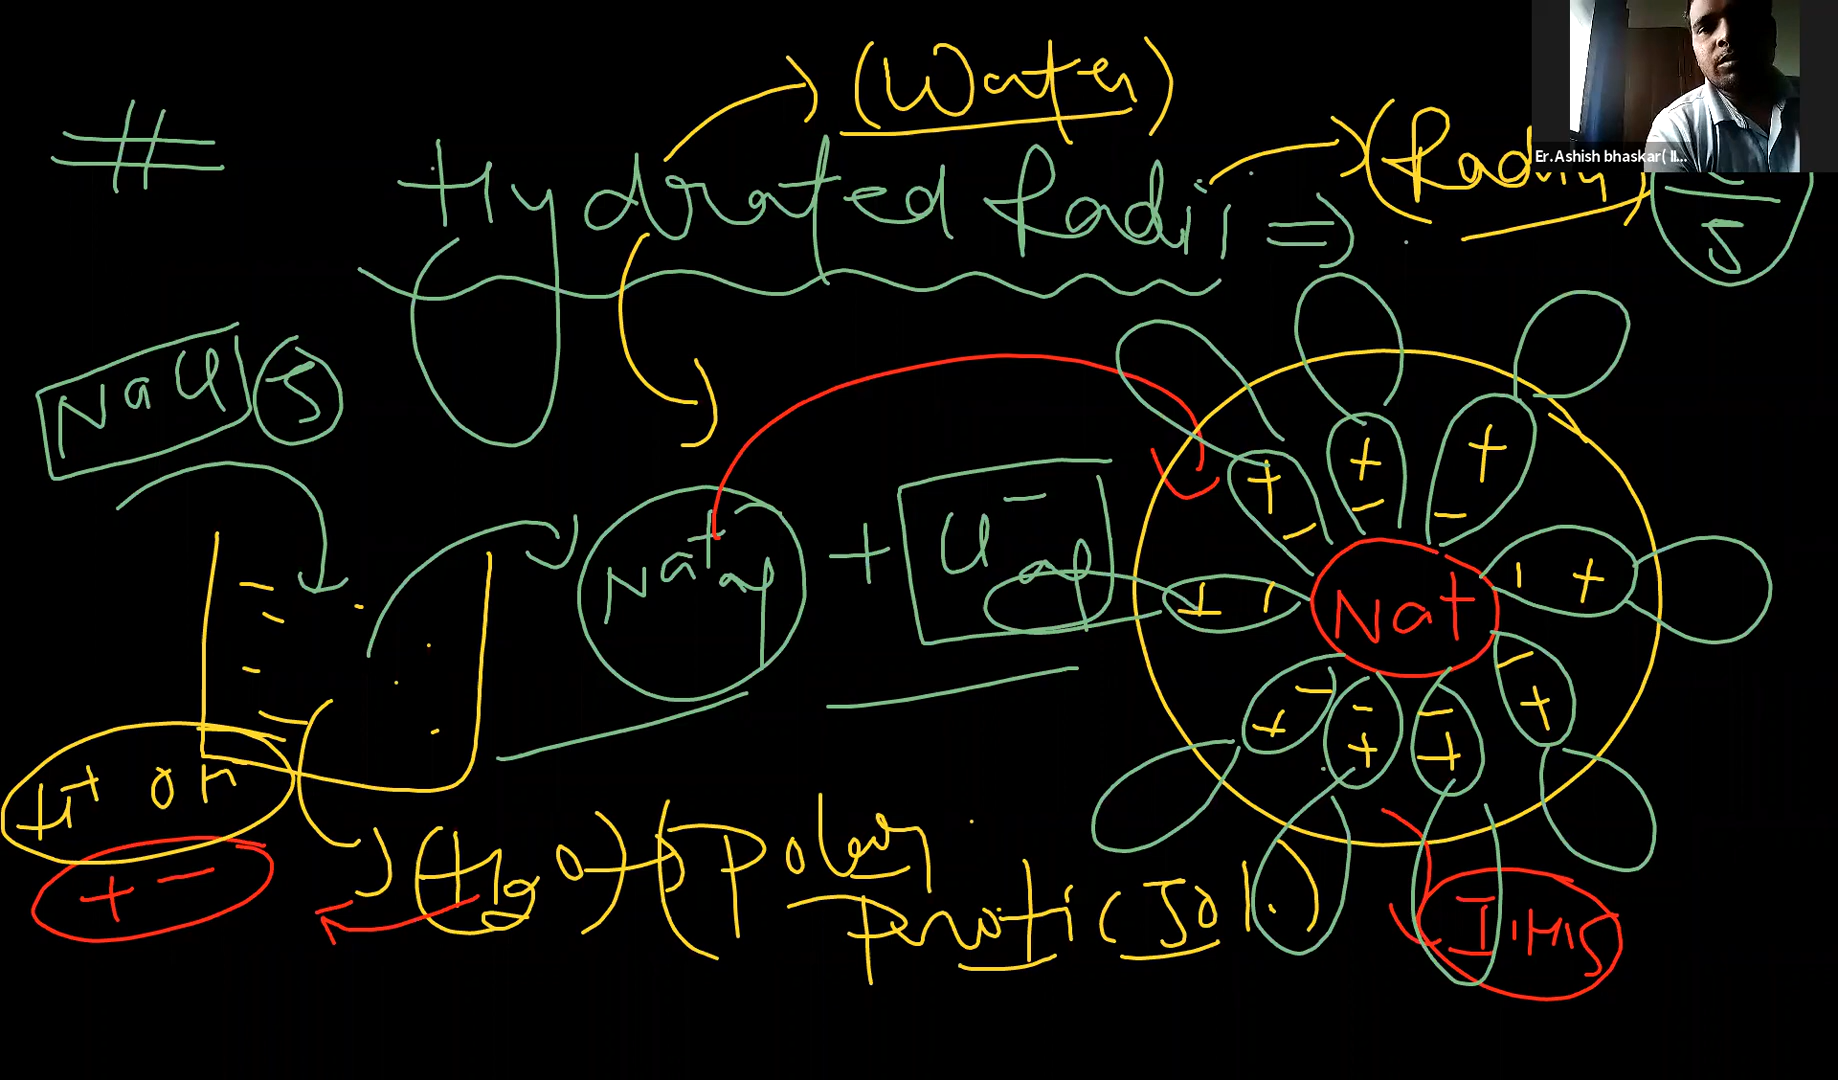 (Water)
# Hydrated Radii ⇒ (Radius)
5
NaCl (s)
Na+ aq + Cl- aq
+ + +
- - -
+ - Na+ - +
- - - -
+ + + +
H+ OH-
+ -
(H2O) → (Polar
Protic Sol.)
I.H.S
Er.Ashish bhaskar( II...